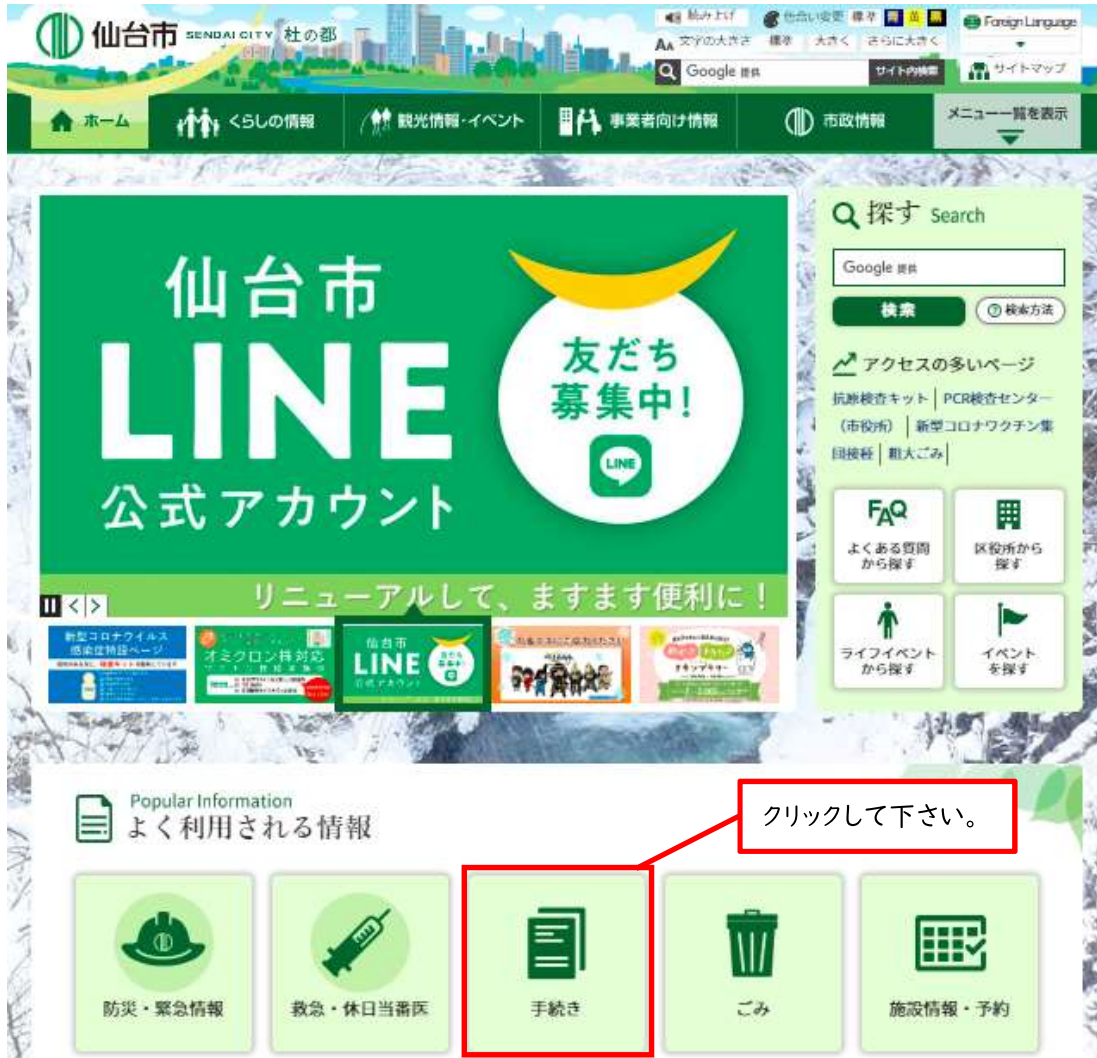 仙台市 SENDAI CITY 杜の都
読み上げ
色合い変更 標準 青 黄 黒
Foreign Language
AA 文字の大きさ 標準 大きく さらに大きく
Google 提供 サイト内検索
サイトマップ
ホーム
くらしの情報
観光情報・イベント
事業者向け情報
市政情報
メニュー一覧を表示
仙台市
LINE
公式アカウント
友だち
募集中!
LINE
リニューアルして、ますます便利に！
新型コロナウイルス
感染症特設ページ
オミクロン株対応
仙台市
LINE
公式アカウント
友だち
募集中!
探す Search
Google 提供
検索
検索方法
アクセスの多いページ
抗原検査キット | PCR検査センター
（市役所） | 新型コロナワクチン集
団接種 | 粗大ごみ |
FAQ
よくある質問
から探す
区役所から
探す
ライフイベント
から探す
イベント
を探す
Popular Information
よく利用される情報
クリックして下さい。
防災・緊急情報
救急・休日当番医
手続き
ごみ
施設情報・予約